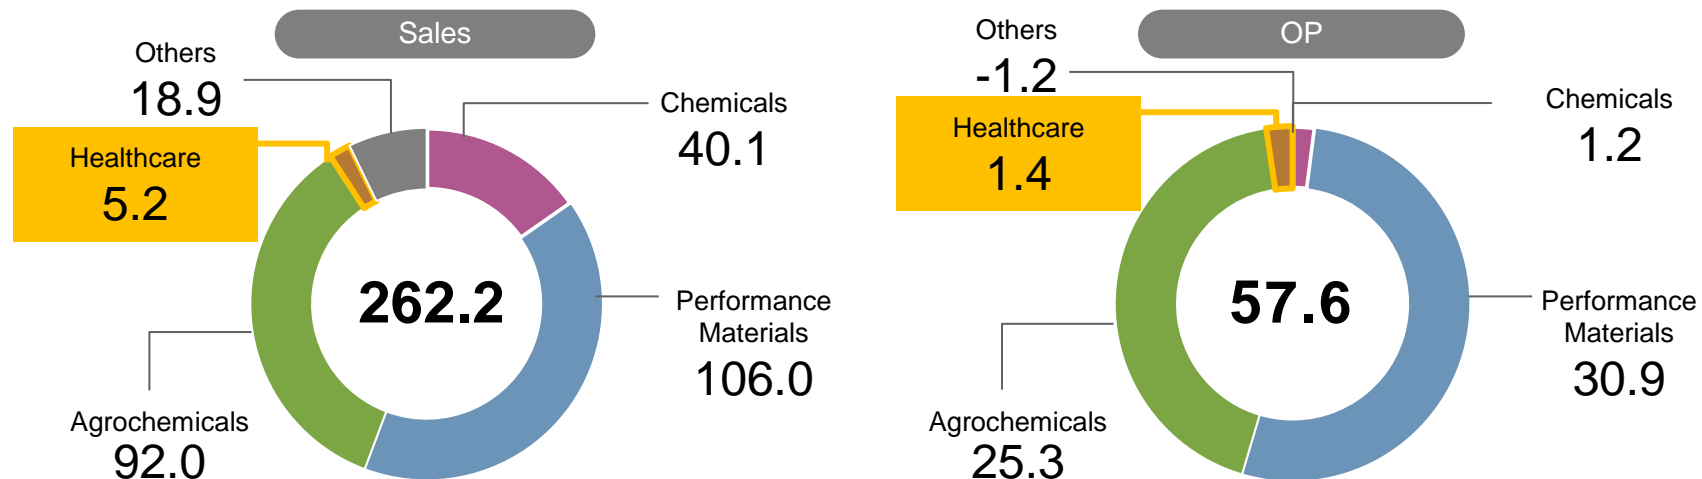 Sales
Others
18.9
Chemicals
40.1
Healthcare
5.2
262.2
Performance
Materials
106.0
Agrochemicals
92.0
OP
Others
-1.2
Chemicals
1.2
Healthcare
1.4
57.6
Performance
Materials
30.9
Agrochemicals
25.3